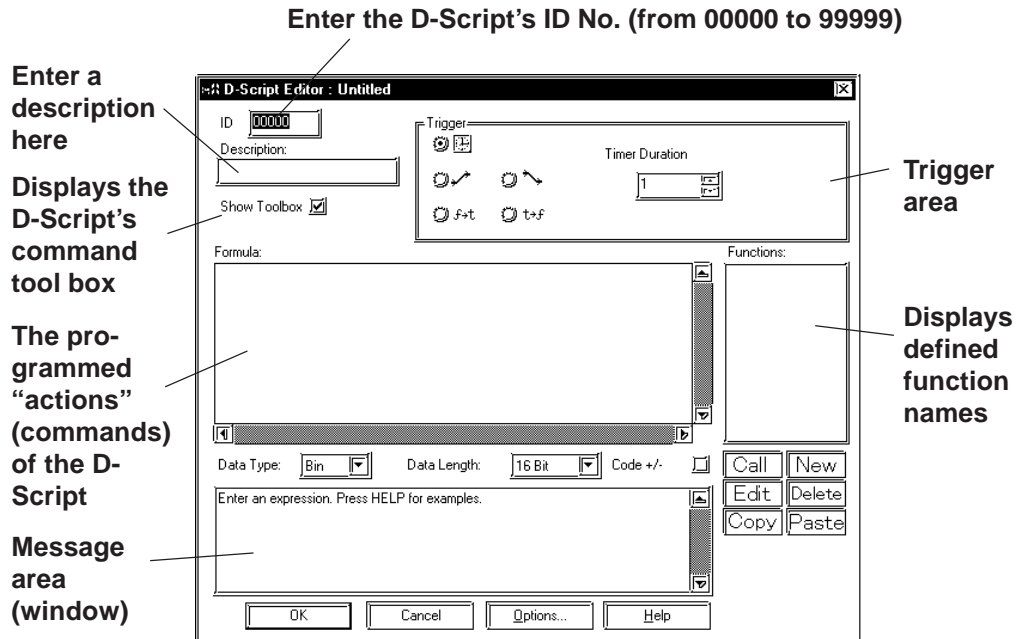 Enter the D-Script's ID No. (from 00000 to 99999)
Enter a
description
here
Displays the
D-Script's
command
tool box
The pro-
grammed
“actions”
(commands)
of the D-
Script
Message
area
(window)
D-Script Editor : Untitled
ID 00000
Description:
Show Toolbox
Trigger
Timer Duration
1
f→t
t→f
Formula:
Functions:
Data Type: Bin Data Length: 16 Bit Code +/-
Enter an expression. Press HELP for examples.
Call New
Edit Delete
Copy Paste
OK Cancel Options... Help
Trigger
area
Displays
defined
function
names